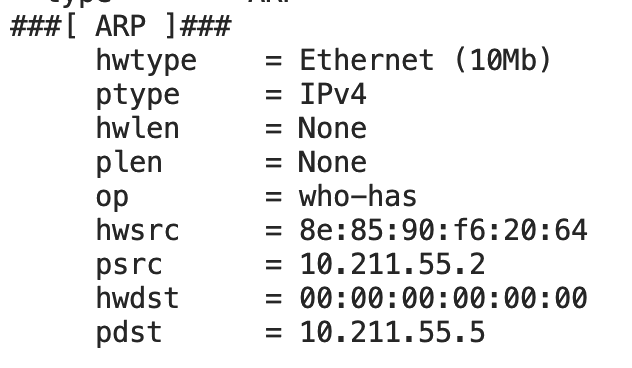 ###[ ARP ]###
hwtype = Ethernet (10Mb)
ptype = IPv4
hwlen = None
plen = None
op = who-has
hwsrc = 8e:85:90:f6:20:64
psrc = 10.211.55.2
hwdst = 00:00:00:00:00:00
pdst = 10.211.55.5